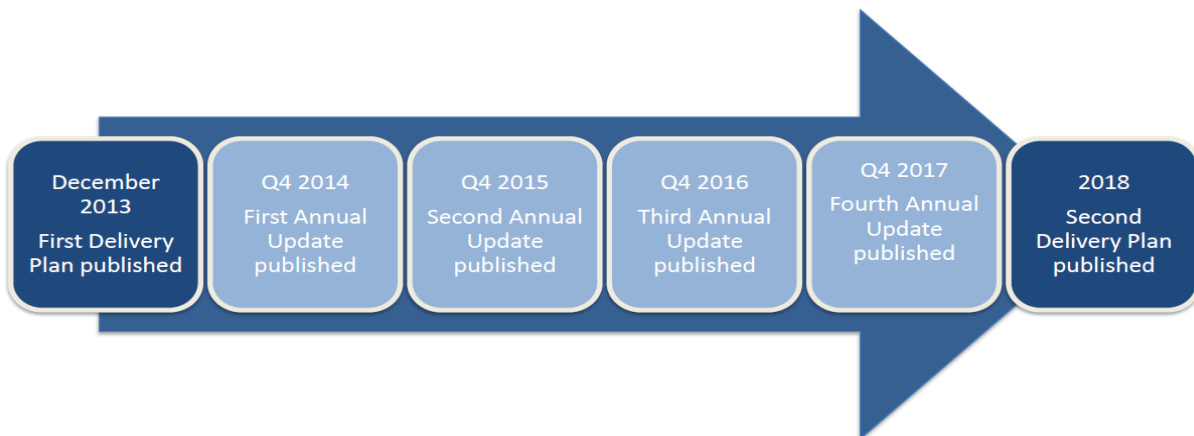 December
2013
First Delivery
Plan published
Q4 2014
First Annual
Update
published
Q4 2015
Second Annual
Update
published
Q4 2016
Third Annual
Update
published
Q4 2017
Fourth Annual
Update
published
2018
Second
Delivery Plan
published